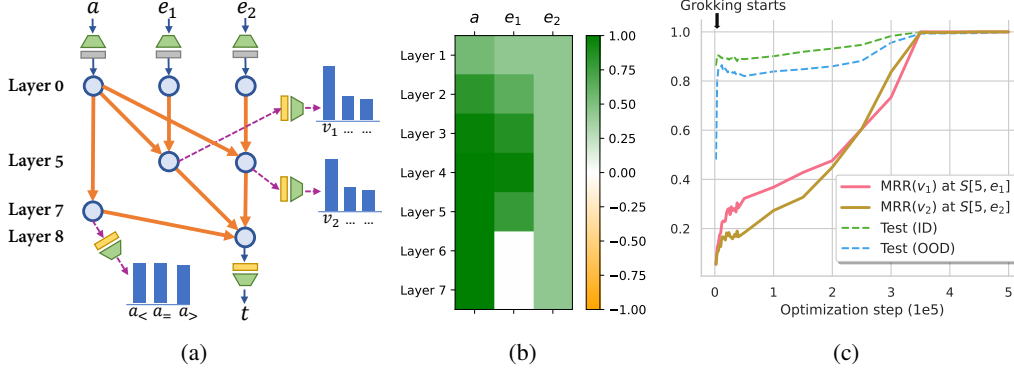 a e₁ e₂
Layer 0
Layer 5
Layer 7
Layer 8
v₁ ... ...
v₂ ... ...
a< a= a>
t
(a)
a e₁ e₂
Layer 1
Layer 2
Layer 3
Layer 4
Layer 5
Layer 6
Layer 7
1.00
0.75
0.50
0.25
0.00
−0.25
−0.50
−0.75
−1.00
(b)
Grokking starts
1.0
0.8
0.6
0.4
0.2
MRR(v₁) at S[5, e₁]
MRR(v₂) at S[5, e₂]
Test (ID)
Test (OOD)
0 1 2 3 4 5
Optimization step (1e5)
(c)